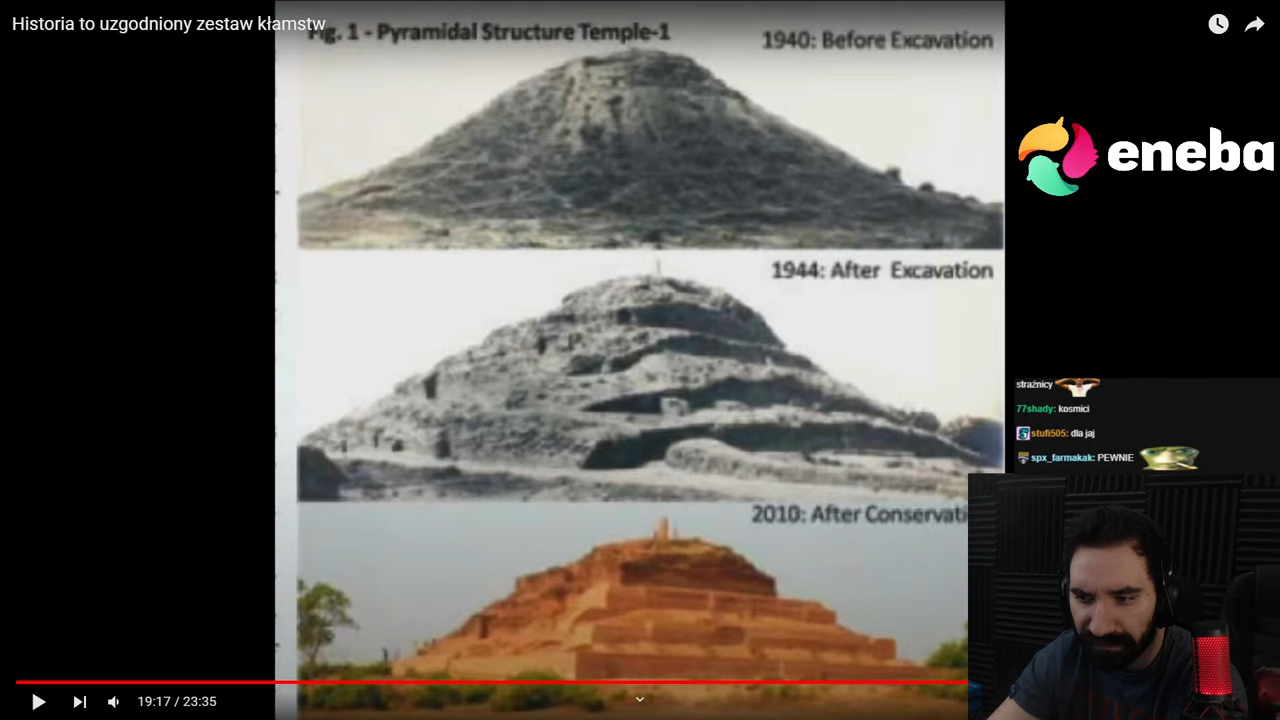 Historia to uzgodniony zestaw kłamstw
Fig. 1 - Pyramidal Structure Temple-1
1940: Before Excavation
eneba
1944: After Excavation
strażnicy
77shady: kosmici
stufi505: dla jaj
spx_farmakak: PEWNIE
2010: After Conservati
19:17 / 23:35